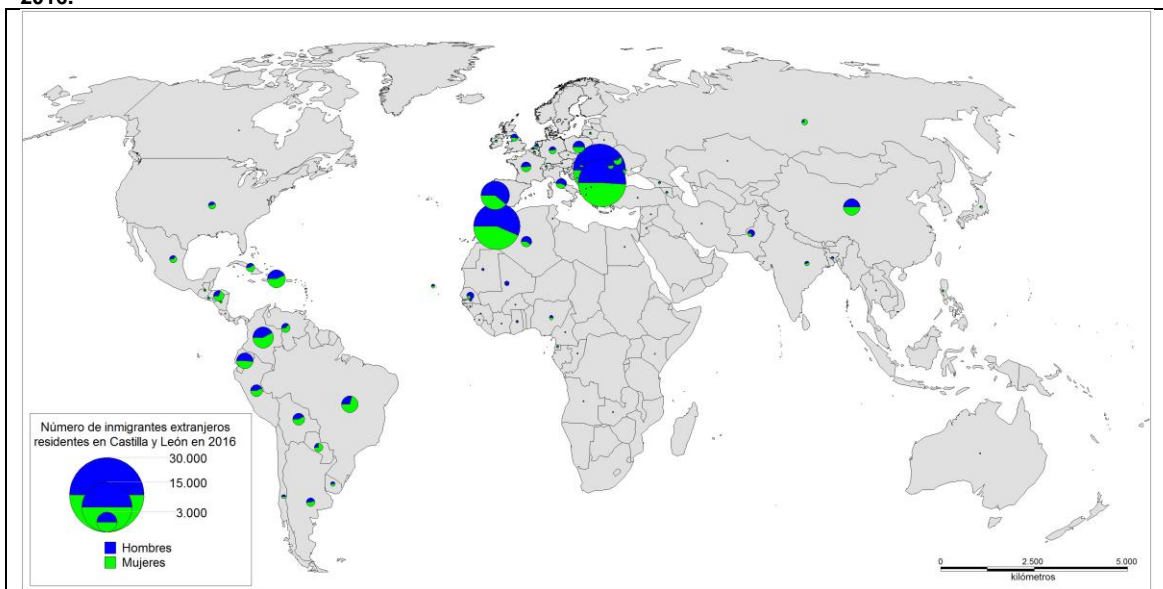 2016.
Número de inmigrantes extranjeros
residentes en Castilla y León en 2016
30.000
15.000
3.000
Hombres
Mujeres
0 2.500 5.000
kilómetros